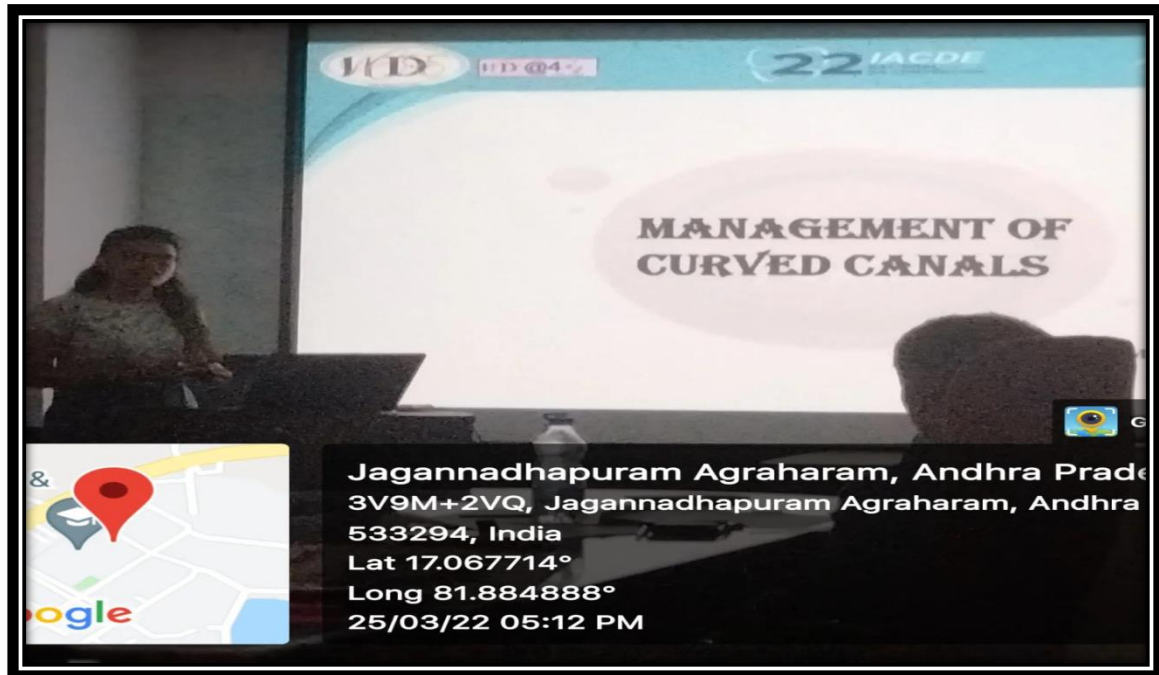 22 IACDE
MANAGEMENT OF
CURVED CANALS
G
&
Jagannadhapuram Agraharam, Andhra Prade
3V9M+2VQ, Jagannadhapuram Agraharam, Andhra
533294, India
Lat 17.067714°
Long 81.884888°
25/03/22 05:12 PM
ogle